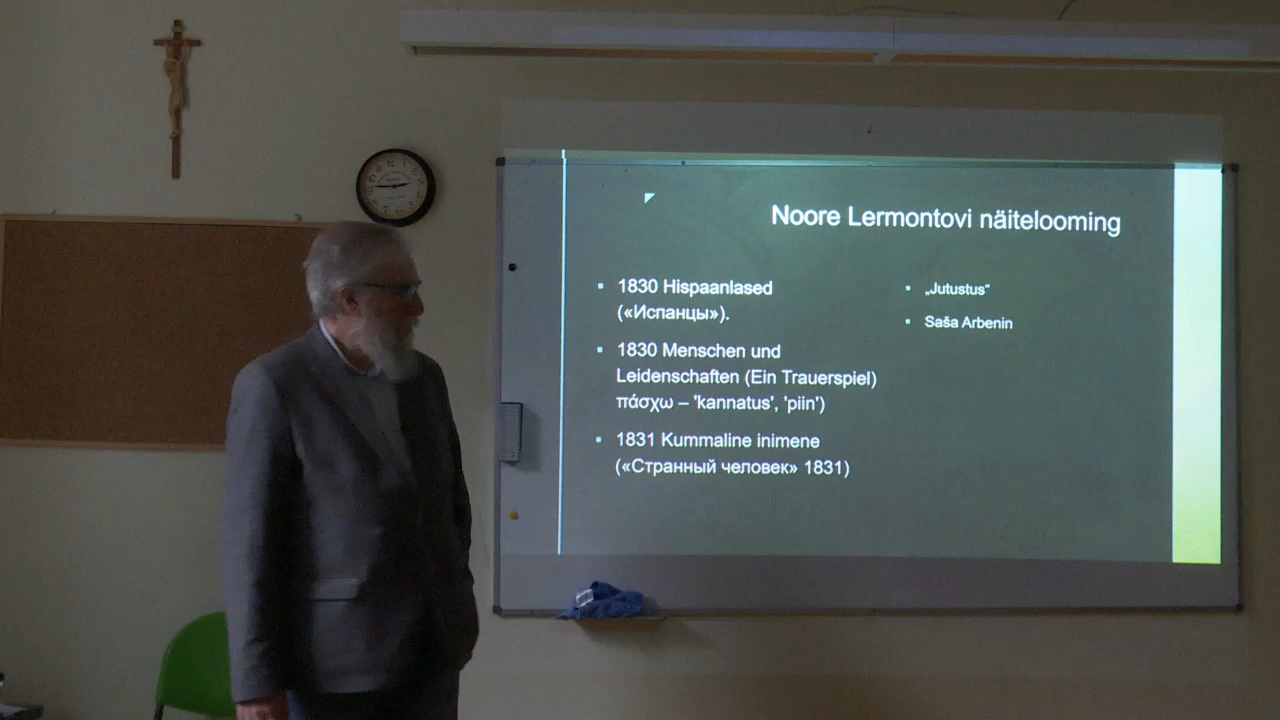 Noore Lermontovi näitelooming
1830 Hispaanlased
(«Испанцы»).
1830 Menschen und
Leidenschaften (Ein Trauerspiel)
πάσχω – 'kannatus', 'piin')
1831 Kummaline inimene
(«Странный человек» 1831)
„Jutustus“
Saša Arbenin